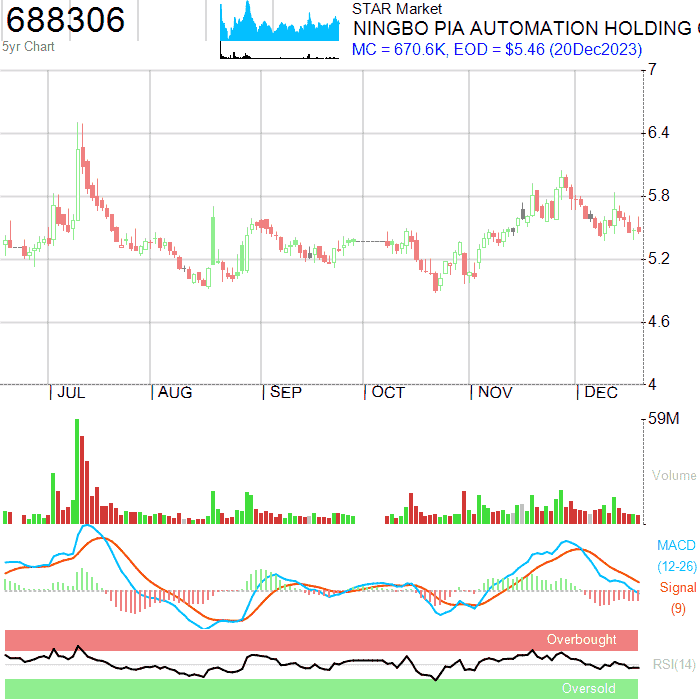 688306
5yr Chart
STAR Market
NINGBO PIA AUTOMATION HOLDING
MC = 670.6K, EOD = $5.46 (20Dec2023)
7
6.4
5.8
5.2
4.6
4
JUL AUG SEP OCT NOV DEC
59M
Volume
MACD
(12-26)
Signal
(9)
Overbought
RSI(14)
Oversold